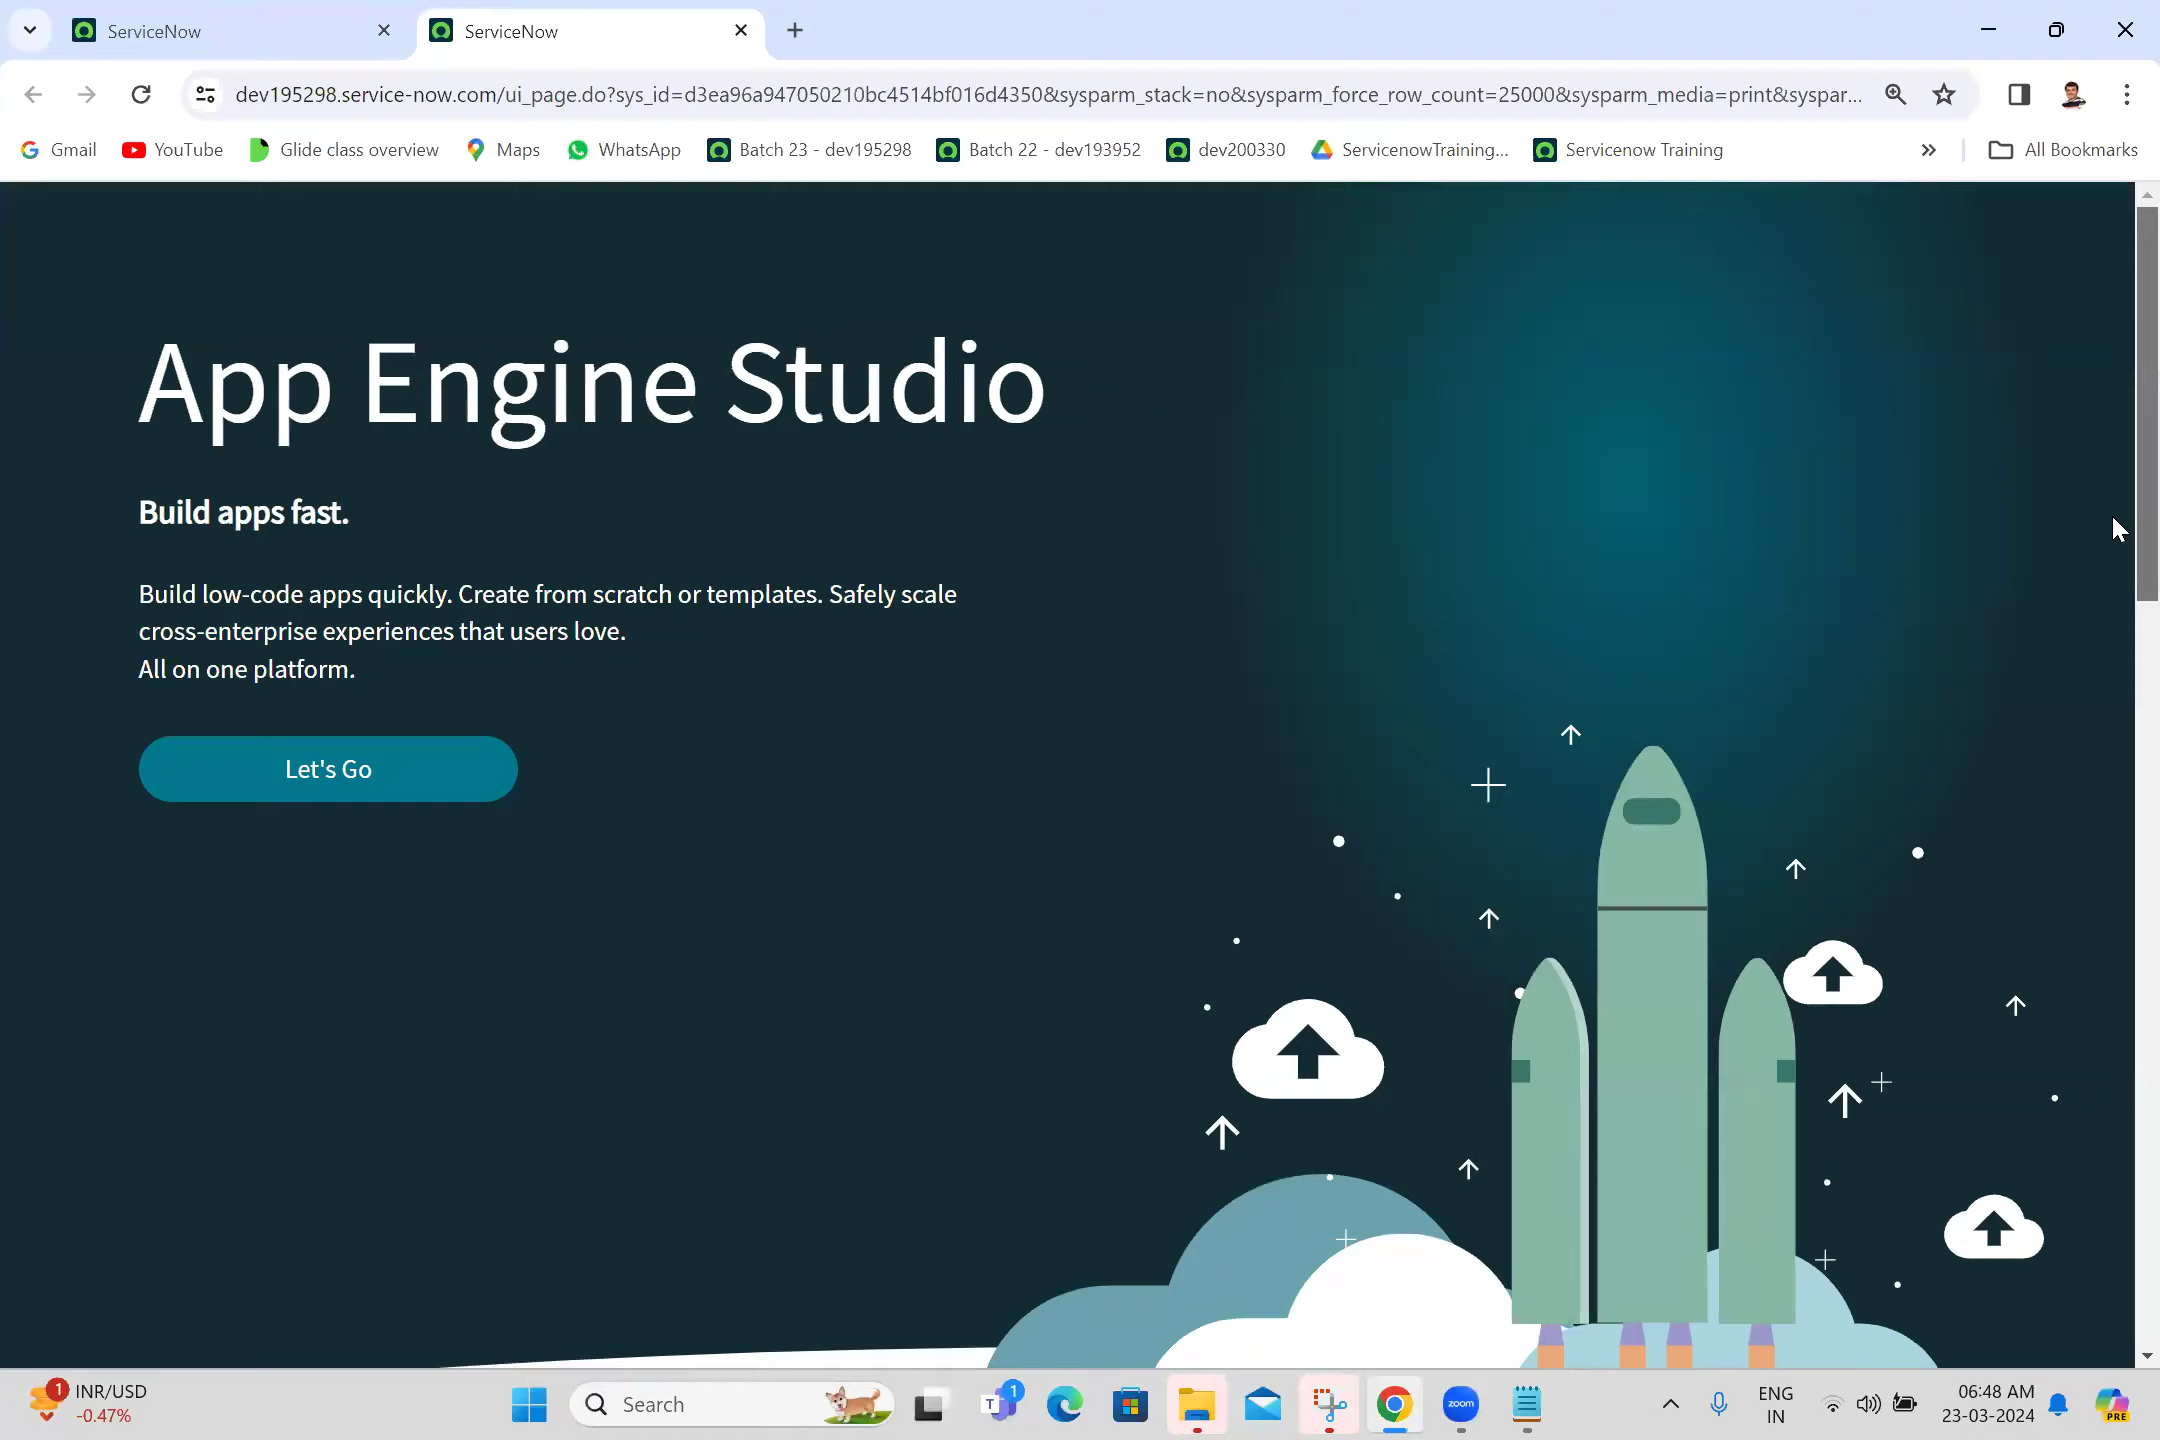 ServiceNow
ServiceNow
dev195298.service-now.com/ui_page.do?sys_id=d3ea96a947050210bc4514bf016d4350&sysparm_stack=no&sysparm_force_row_count=25000&sysparm_media=print&syspar...
Gmail YouTube Glide class overview Maps WhatsApp Batch 23 - dev195298 Batch 22 - dev193952 dev200330 ServicenowTraining... Servicenow Training All Bookmarks
App Engine Studio
Build apps fast.
Build low-code apps quickly. Create from scratch or templates. Safely scale
cross-enterprise experiences that users love.
All on one platform.
Let's Go
1 INR/USD
-0.47%
Search
T 1
zoom
ENG
IN
06:48 AM
23-03-2024
PRE